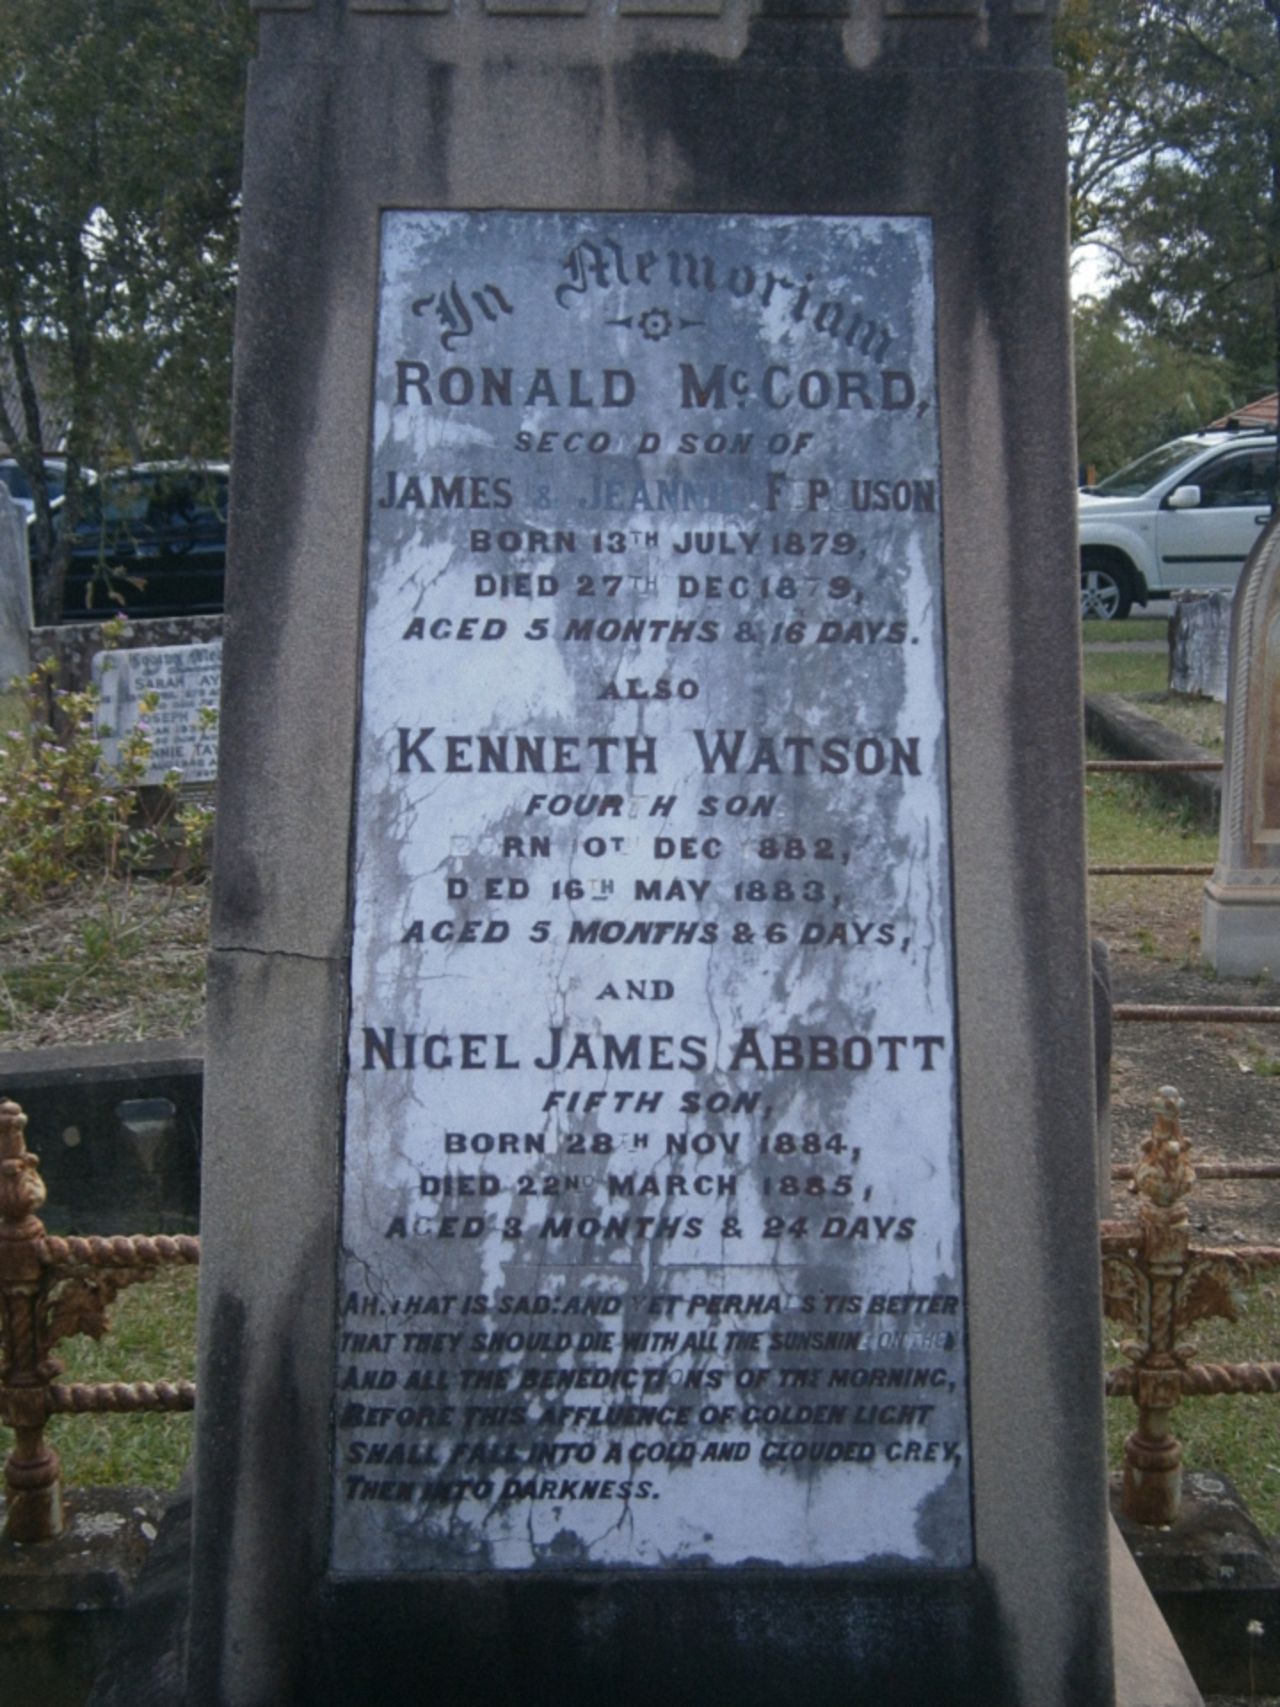 In Memoriam
RONALD McCORD,
SECOND SON OF
JAMES & JEANNIE FERGUSON
BORN 13TH JULY 1879,
DIED 27TH DEC 1879,
AGED 5 MONTHS & 16 DAYS.
ALSO
KENNETH WATSON
FOURTH SON
BORN 10TH DEC 1882,
DIED 16TH MAY 1883,
AGED 5 MONTHS & 6 DAYS,
AND
NIGEL JAMES ABBOTT
FIFTH SON,
BORN 28TH NOV 1884,
DIED 22ND MARCH 1885,
AGED 3 MONTHS & 24 DAYS
AH. THAT IS SAD: AND YET PERHAPS TIS BETTER
THAT THEY SHOULD DIE WITH ALL THE SUNSHINE ON THEM
AND ALL THE BENEDICTIONS OF THE MORNING,
BEFORE THIS AFFLUENCE OF GOLDEN LIGHT
SHALL FALL INTO A COLD AND CLOUDED GREY,
THEN INTO DARKNESS.
SARAH